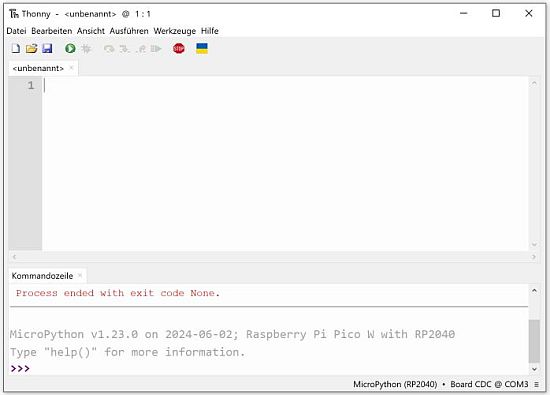 Thonny - <unbenannt> @ 1 : 1
Datei Bearbeiten Ansicht Ausführen Werkzeuge Hilfe
STOP
<unbenannt> ×
1
Kommandozeile ×
Process ended with exit code None.
MicroPython v1.23.0 on 2024-06-02; Raspberry Pi Pico W with RP2040
Type "help()" for more information.
>>>
MicroPython (RP2040) • Board CDC @ COM3 ≡